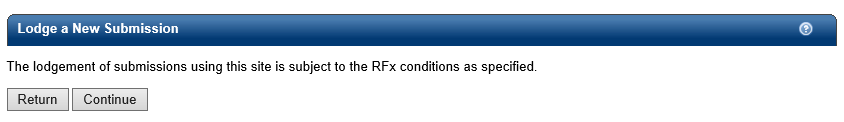 Lodge a New Submission
The lodgement of submissions using this site is subject to the RFx conditions as specified.
Return Continue